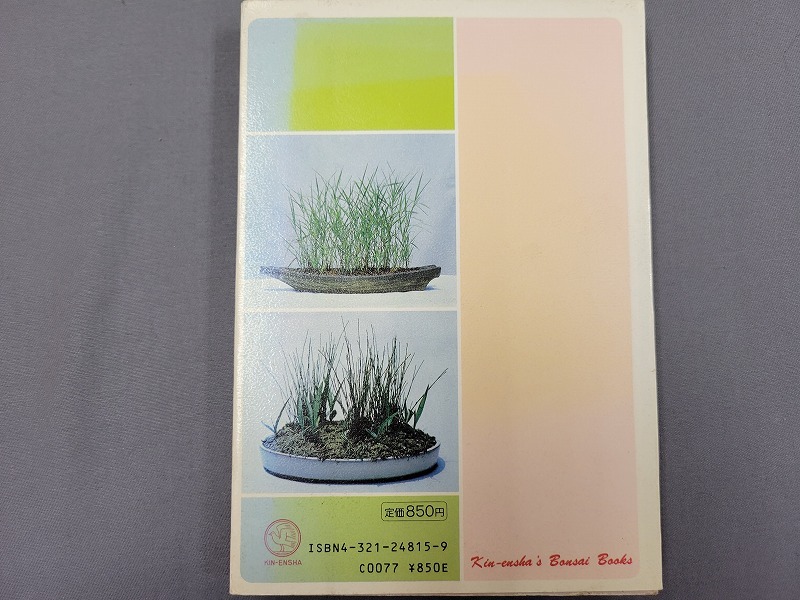 定価850円
KIN-ENSHA
ISBN4-321-24815-9
C0077 ¥850E
Kin-ensha's Bonsai Books